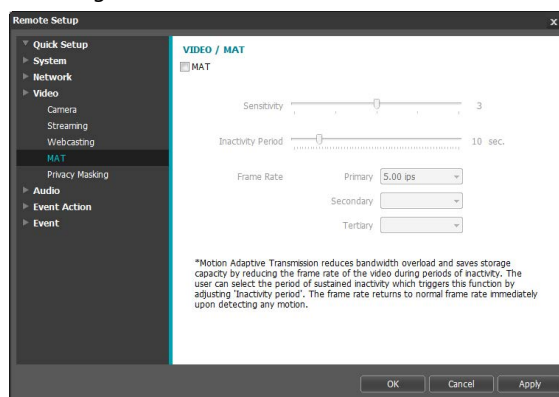 Remote Setup x
Quick Setup
System
Network
Video
Camera
Streaming
Webcasting
MAT
Privacy Masking
Audio
Event Action
Event
VIDEO / MAT
MAT
Sensitivity 3
Inactivity Period 10 sec.
Frame Rate Primary 5.00 ips
Secondary
Tertiary
*Motion Adaptive Transmission reduces bandwidth overload and saves storage
capacity by reducing the frame rate of the video during periods of inactivity. The
user can select the period of sustained inactivity which triggers this function by
adjusting 'Inactivity period'. The frame rate returns to normal frame rate immediately
upon detecting any motion.
OK Cancel Apply